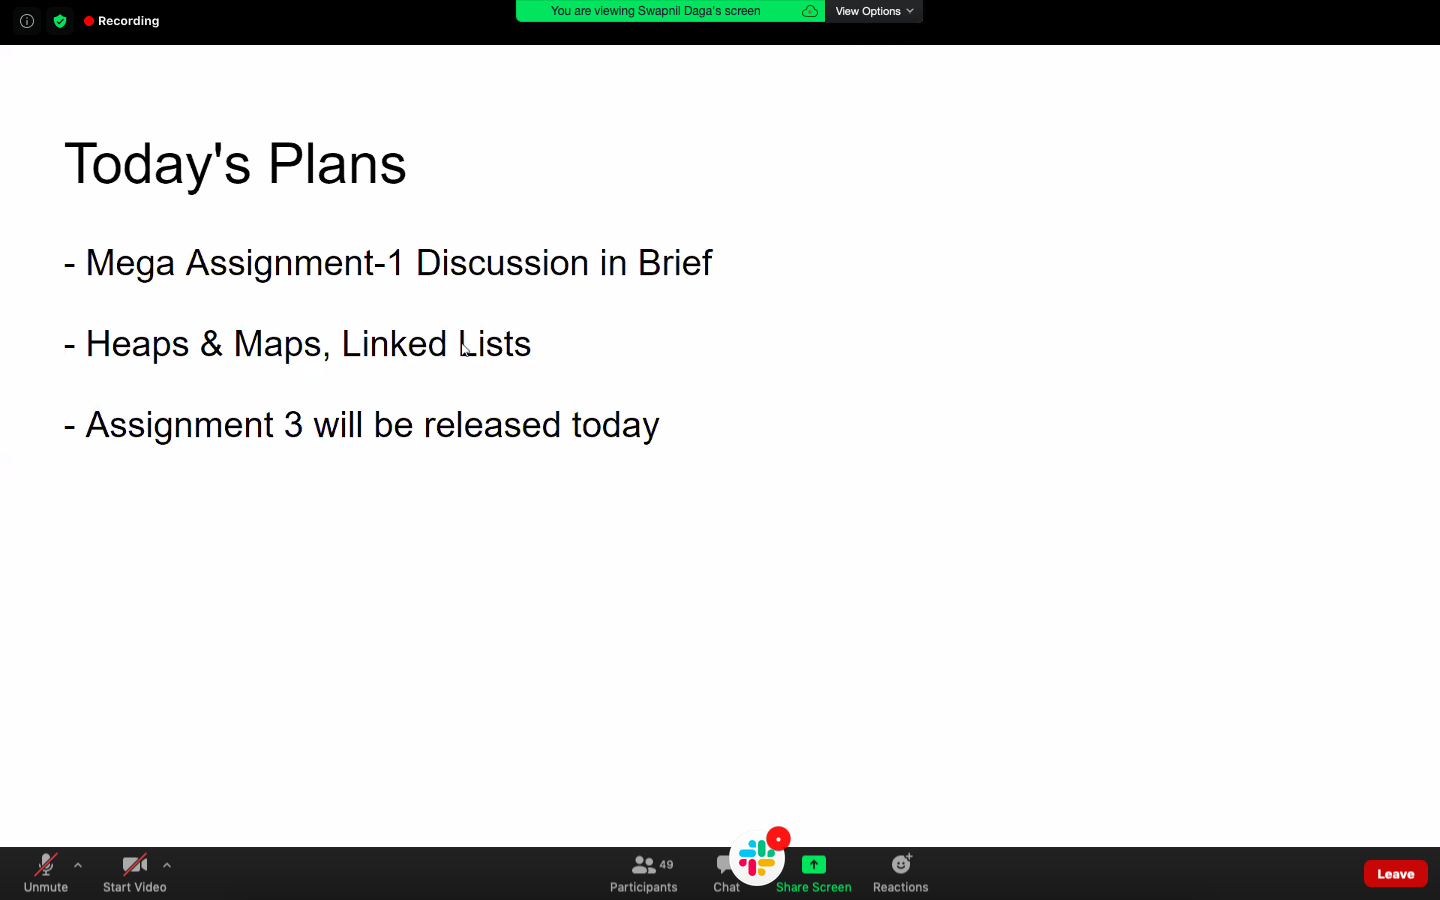 Recording
You are viewing Swapnil Daga's screen
View Options
Today's Plans
- Mega Assignment-1 Discussion in Brief
- Heaps & Maps, Linked Lists
- Assignment 3 will be released today
Unmute
Start Video
49
Participants
Chat
Share Screen
Reactions
Leave